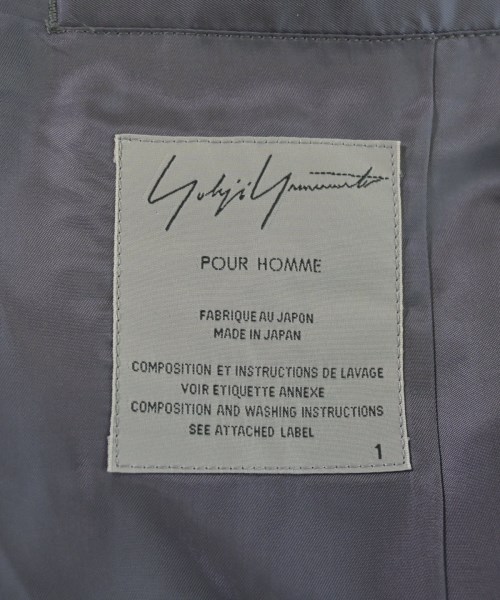 Yohji Yamamoto
POUR HOMME
FABRIQUE AU JAPON
MADE IN JAPAN
COMPOSITION ET INSTRUCTIONS DE LAVAGE
VOIR ETIQUETTE ANNEXE
COMPOSITION AND WASHING INSTRUCTIONS
SEE ATTACHED LABEL
1